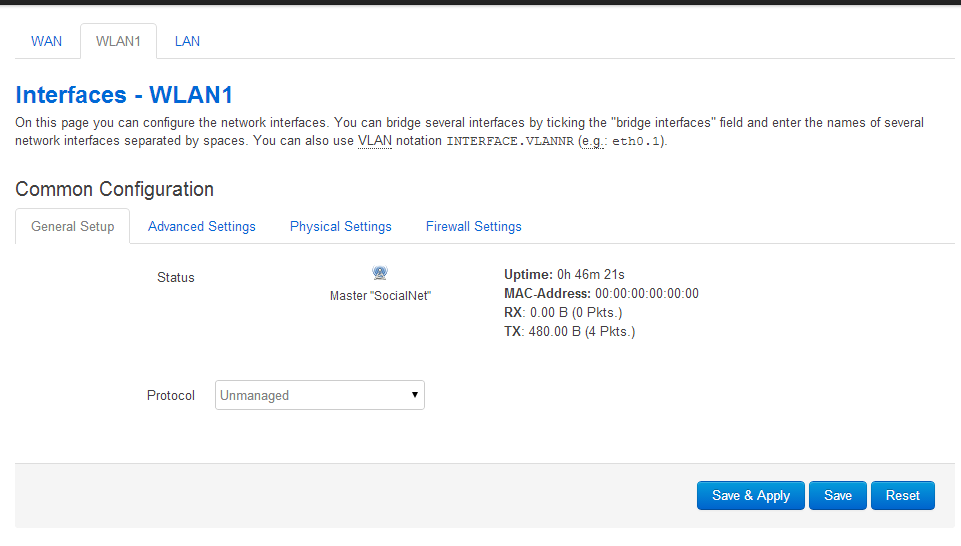 WAN WLAN1 LAN
Interfaces - WLAN1
On this page you can configure the network interfaces. You can bridge several interfaces by ticking the "bridge interfaces" field and enter the names of several
network interfaces separated by spaces. You can also use VLAN notation INTERFACE.VLANNR (e.g.: eth0.1).
Common Configuration
General Setup Advanced Settings Physical Settings Firewall Settings
Status
Master "SocialNet"
Uptime: 0h 46m 21s
MAC-Address: 00:00:00:00:00:00
RX: 0.00 B (0 Pkts.)
TX: 480.00 B (4 Pkts.)
Protocol Unmanaged
Save & Apply Save Reset